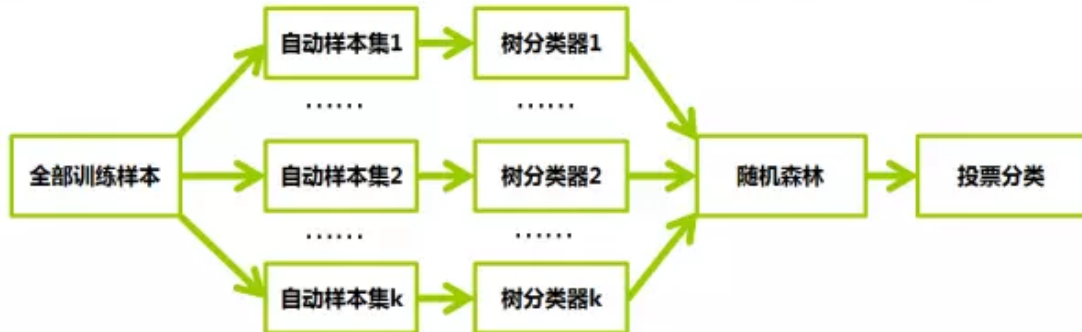 自动样本集1
树分类器1
……
……
全部训练样本
自动样本集2
树分类器2
随机森林
投票分类
……
……
自动样本集k
树分类器k